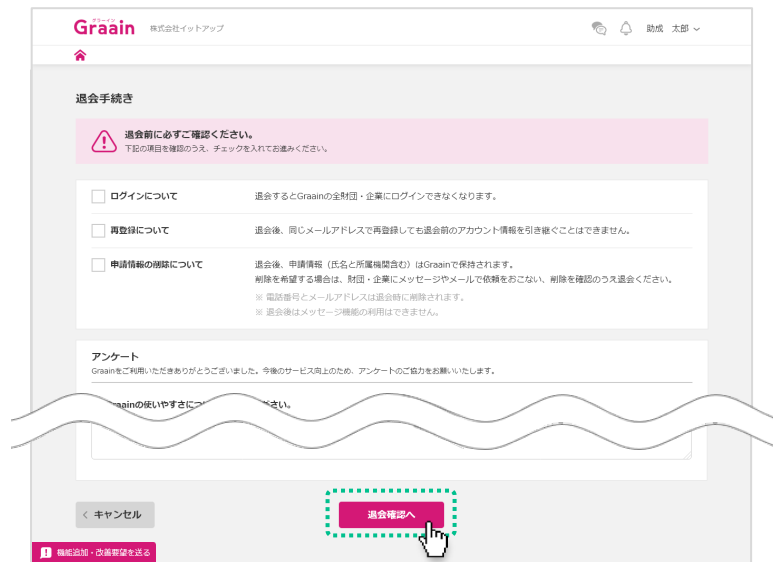 グラーイン
Graain 株式会社イットアップ 助成 太郎
退会手続き
退会前に必ずご確認ください。
下記の項目を確認のうえ、チェックを入れてお進みください。
ログインについて 退会するとGraainの全財団・企業にログインできなくなります。
再登録について 退会後、同じメールアドレスで再登録しても退会前のアカウント情報を引き継ぐことはできません。
申請情報の削除について 退会後、申請情報（氏名と所属機関含む）はGraainで保持されます。
削除を希望する場合は、財団・企業にメッセージやメールで依頼をおこない、削除を確認のうえ退会ください。
※ 電話番号とメールアドレスは退会時に削除されます。
※ 退会後はメッセージ機能の利用はできません。
アンケート
Graainをご利用いただきありがとうございました。今後のサービス向上のため、アンケートのご協力をお願いいたします。
raainの使いやすさにつ ださい。
キャンセル 退会確認へ
機能追加・改善要望を送る